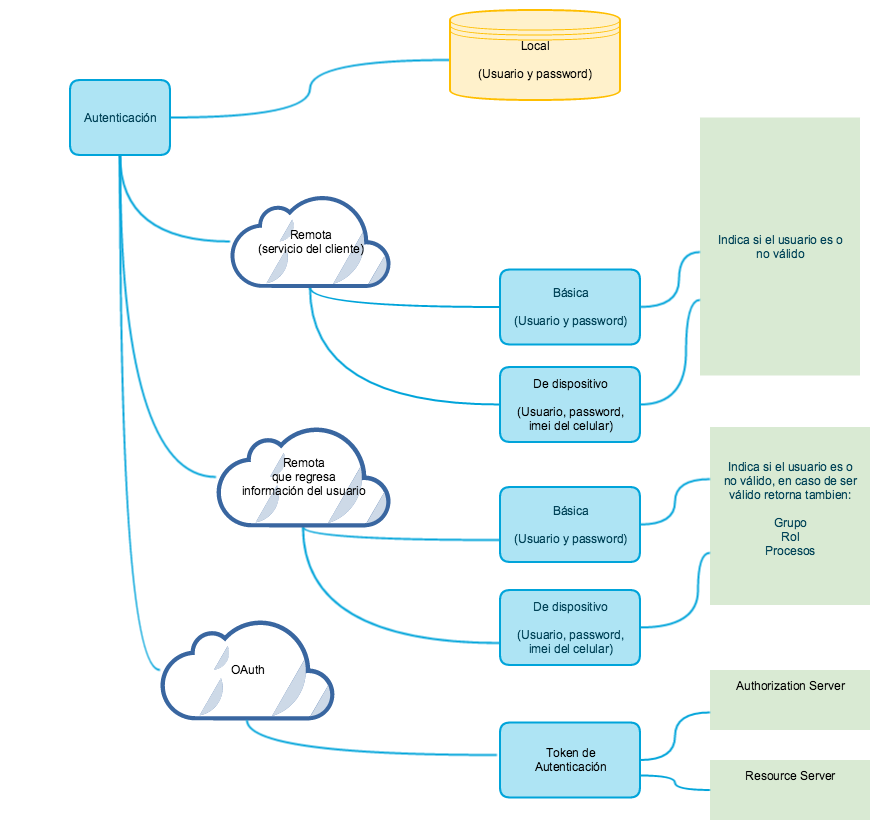 Local
(Usuario y password)
Autenticación
Remota
(servicio del cliente)
Indica si el usuario es o
no válido
Básica
(Usuario y password)
De dispositivo
(Usuario, password,
imei del celular)
Remota
que regresa
información del usuario
Indica si el usuario es o
no válido, en caso de ser
válido retorna tambien:
Grupo
Rol
Procesos
Básica
(Usuario y password)
De dispositivo
(Usuario, password,
imei del celular)
OAuth
Authorization Server
Token de
Autenticación
Resource Server